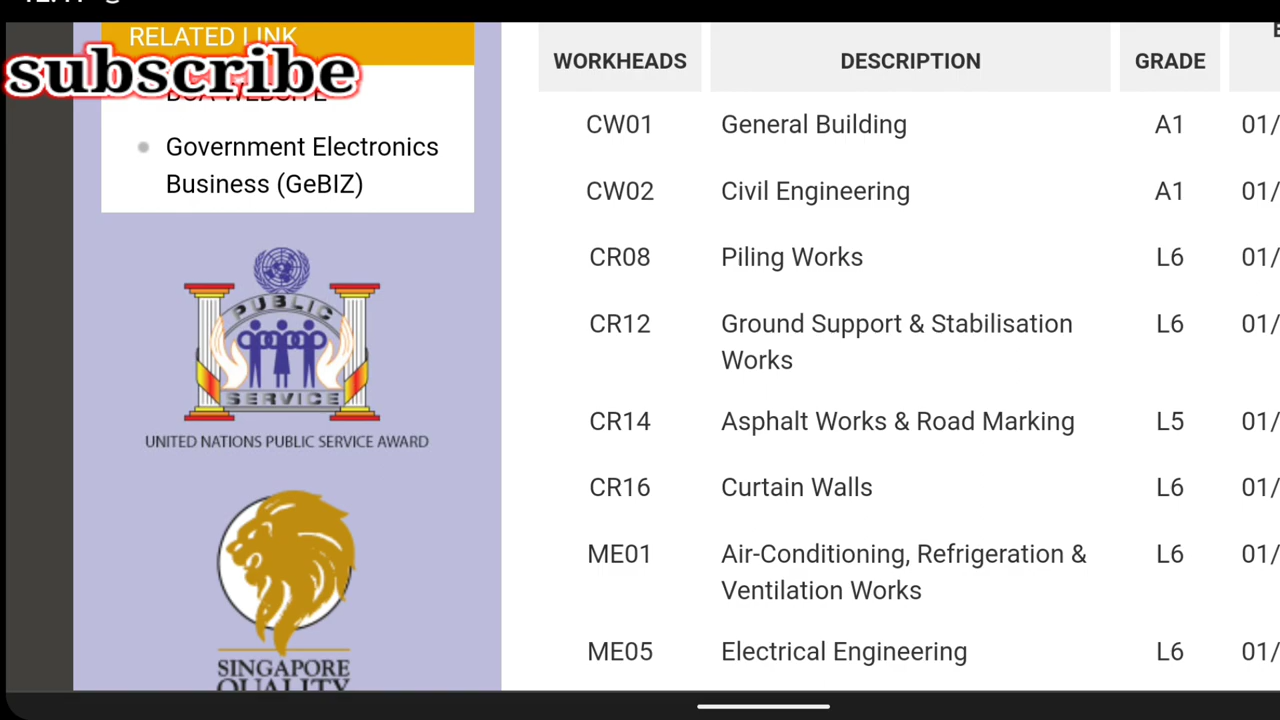 RELATED LINK
subscribe
BCA WEBSITE
Government Electronics
Business (GeBIZ)
PUBLIC
SERVICE
UNITED NATIONS PUBLIC SERVICE AWARD
SINGAPORE
QUALITY
WORKHEADS DESCRIPTION GRADE
CW01 General Building A1 01/
CW02 Civil Engineering A1 01/
CR08 Piling Works L6 01/
CR12 Ground Support & Stabilisation L6 01/
Works
CR14 Asphalt Works & Road Marking L5 01/
CR16 Curtain Walls L6 01/
ME01 Air-Conditioning, Refrigeration & L6 01/
Ventilation Works
ME05 Electrical Engineering L6 01/